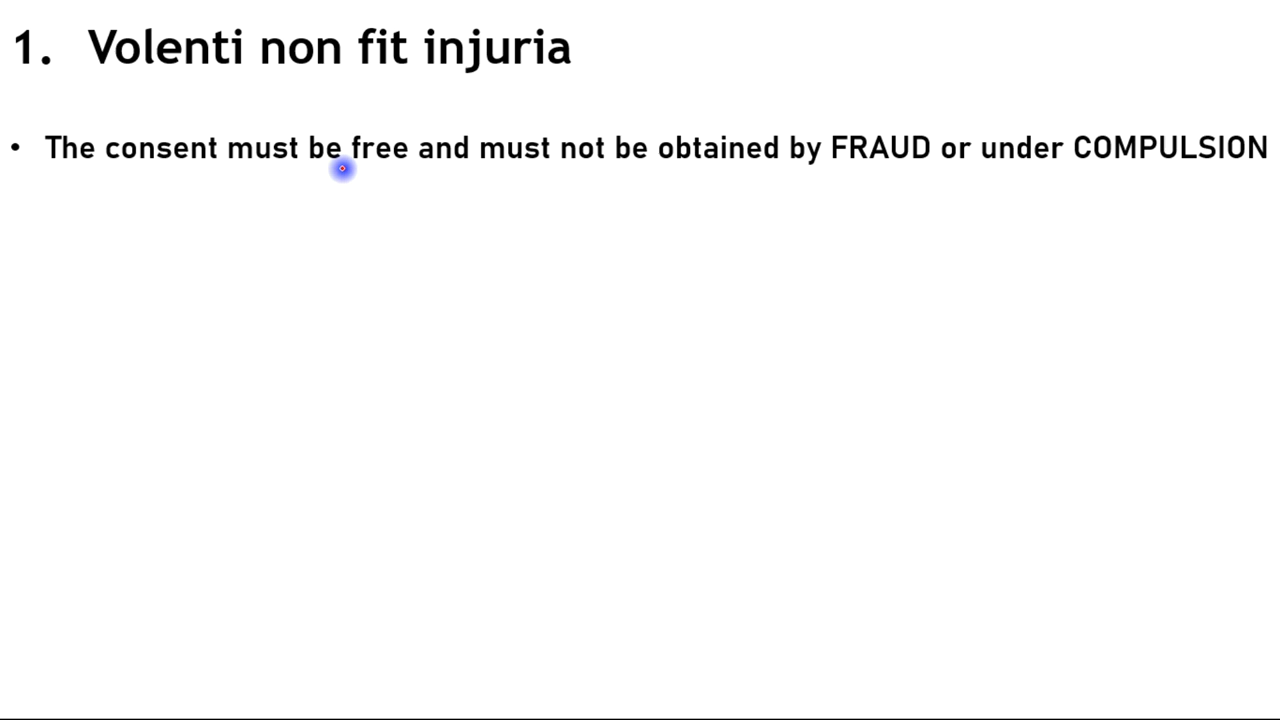 1. Volenti non fit injuria
• The consent must be free and must not be obtained by FRAUD or under COMPULSION